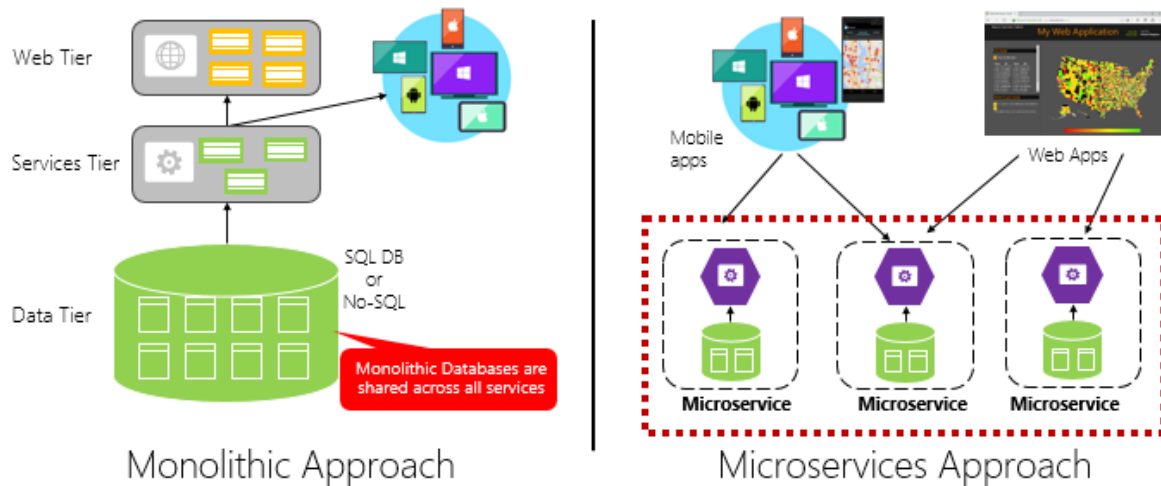 Web Tier
Services Tier
Data Tier
SQL DB
or
No-SQL
Monolithic Databases are
shared across all services
Monolithic Approach
My Web Application
Mobile
apps
Web Apps
Microservice
Microservice
Microservice
Microservices Approach